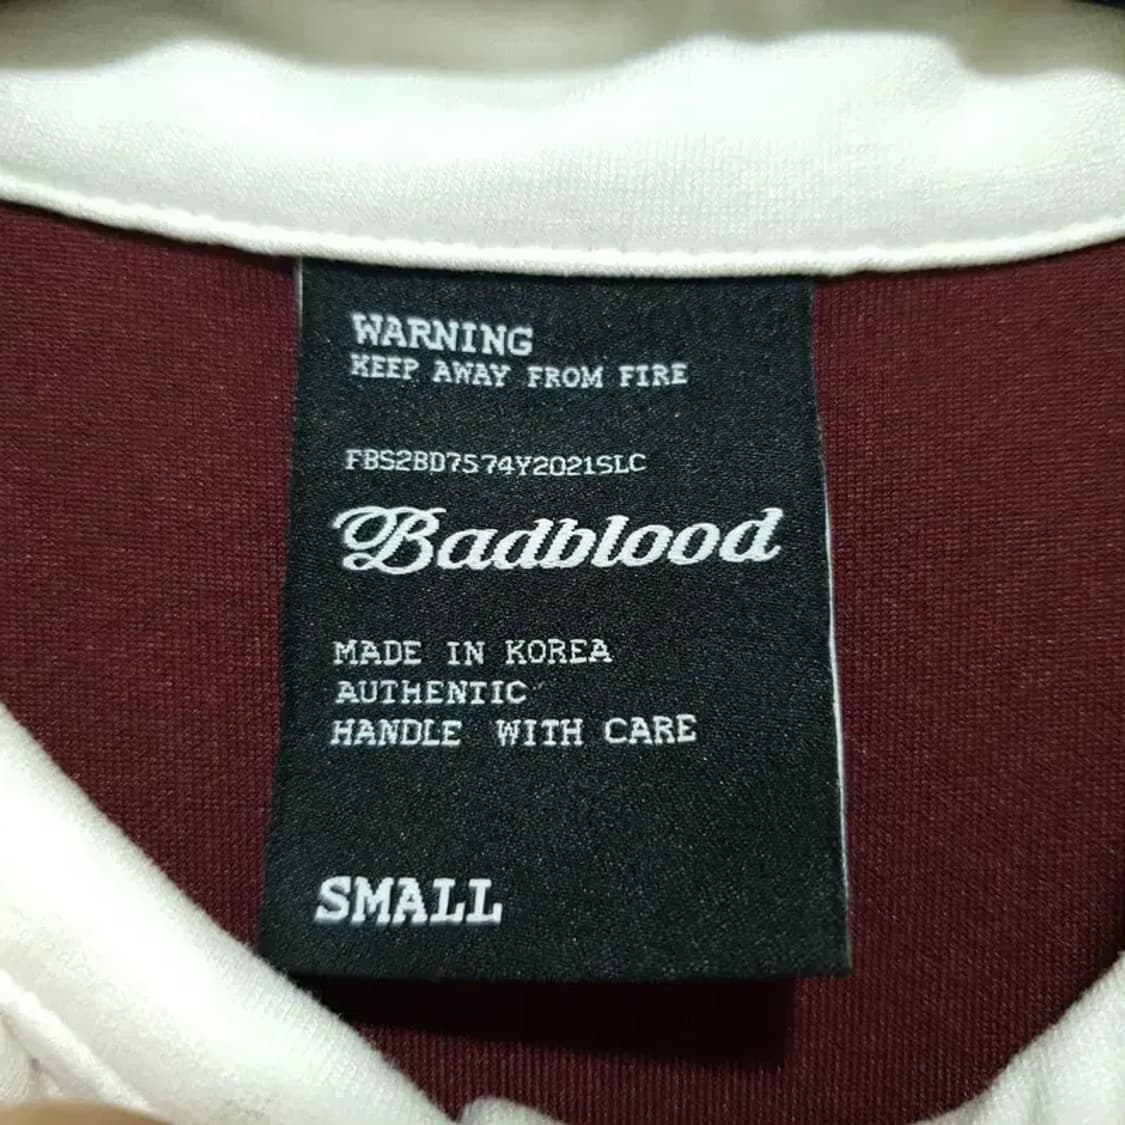 WARNING
KEEP AWAY FROM FIRE
FBS2BD7574Y2021SLC
Badblood
MADE IN KOREA
AUTHENTIC
HANDLE WITH CARE
SMALL